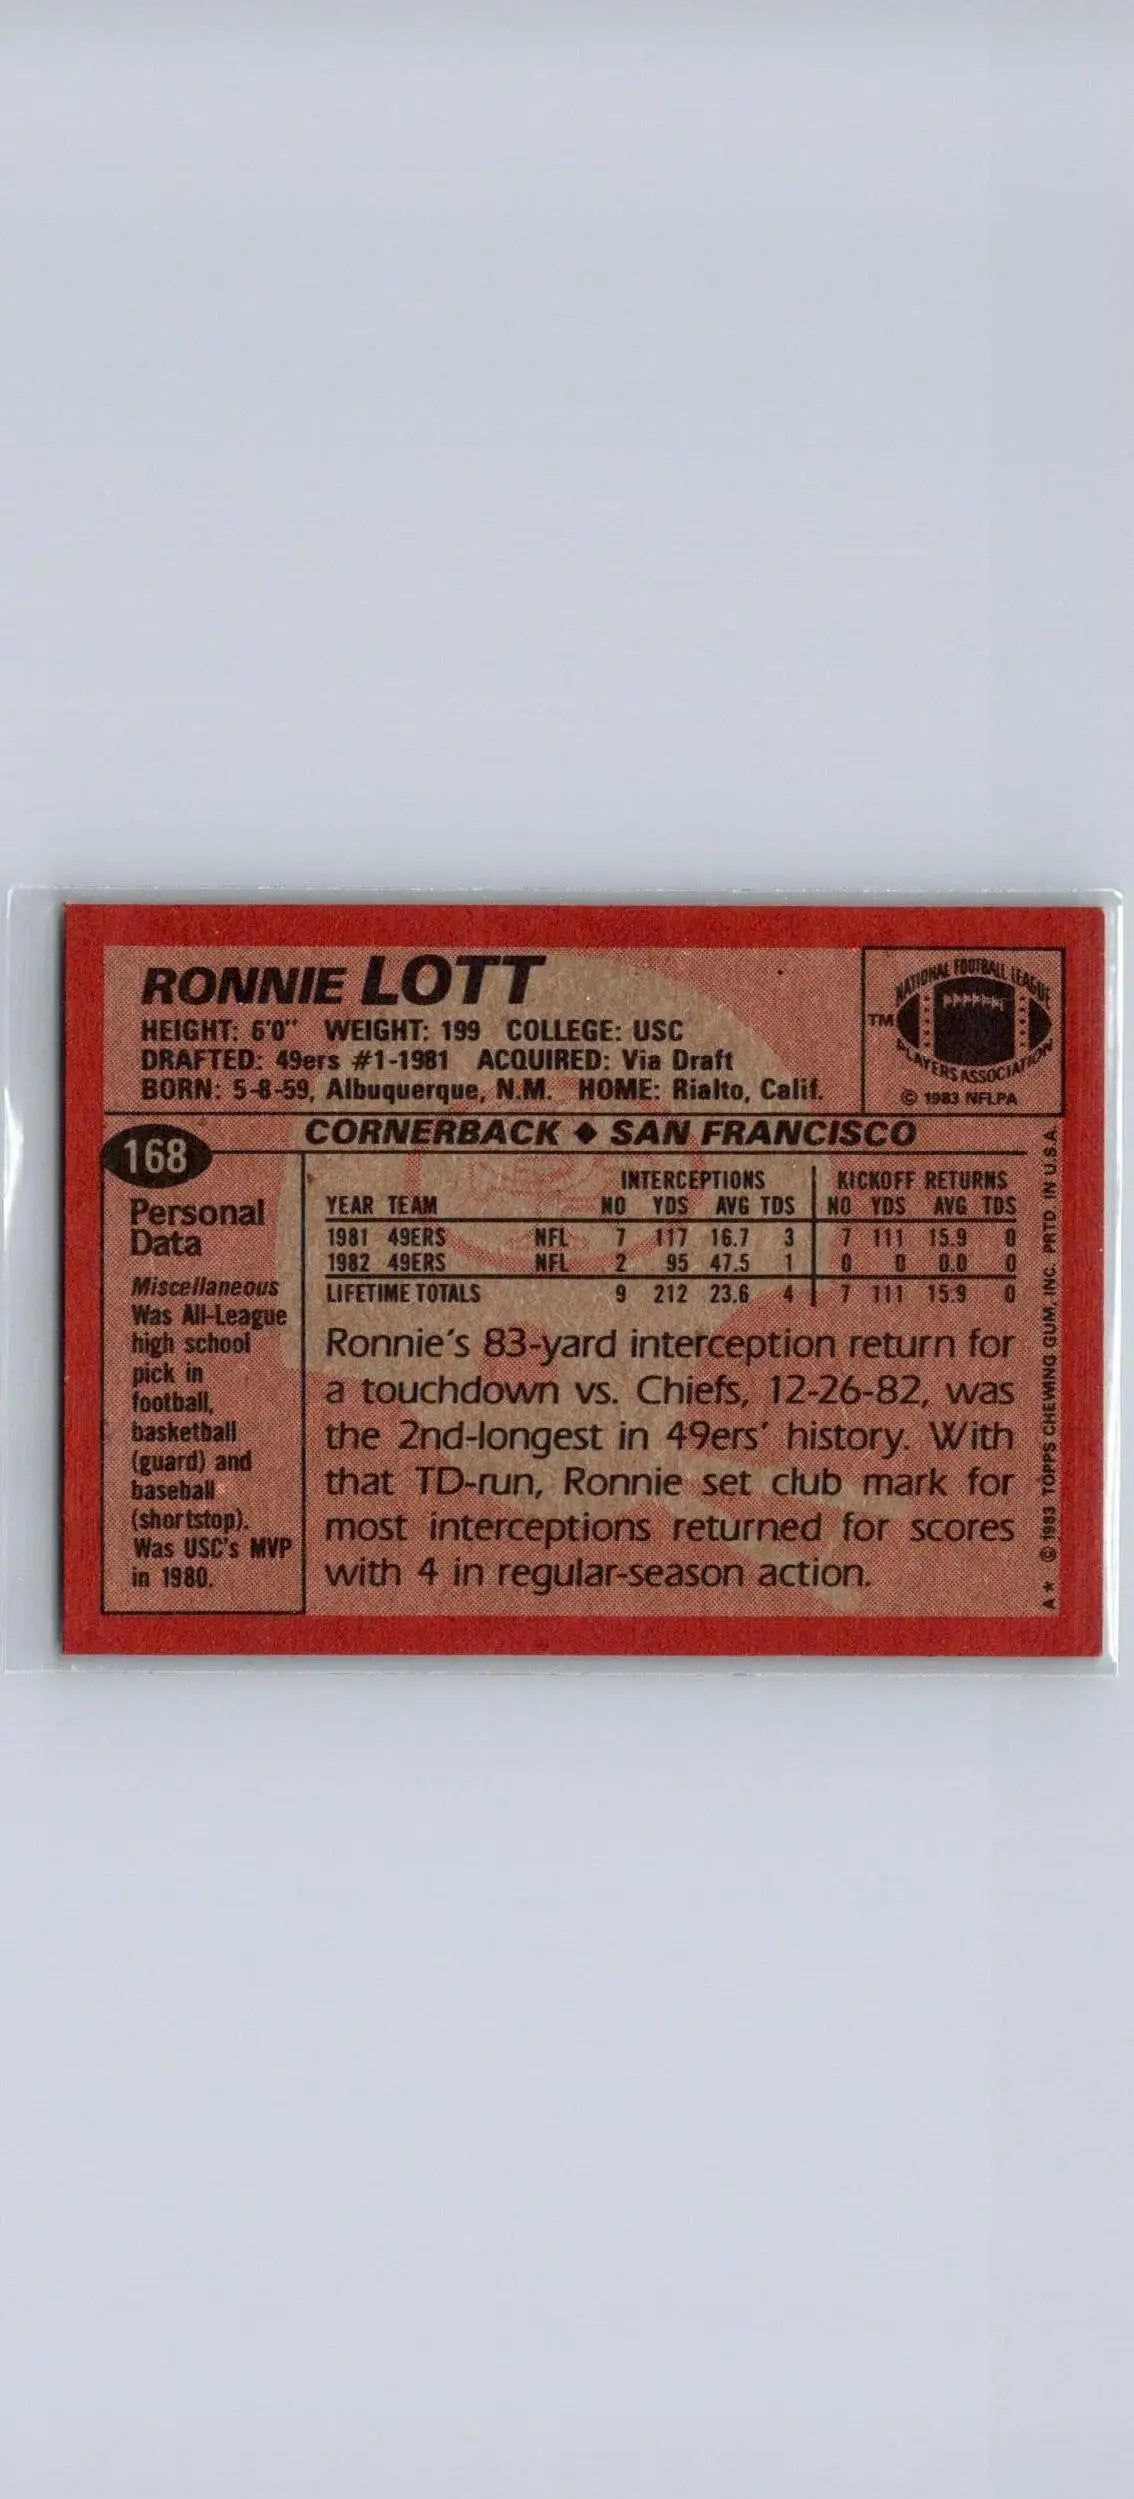 RONNIE LOTT
HEIGHT: 6'0" WEIGHT: 199 COLLEGE: USC
DRAFTED: 49ers #1-1981 ACQUIRED: Via Draft
BORN: 5-8-59, Albuquerque, N.M. HOME: Rialto, Calif.
NATIONAL FOOTBALL LEAGUE
TM
PLAYERS ASSOCIATION
© 1983 NFLPA
168
CORNERBACK ◆ SAN FRANCISCO
Personal
Data
Miscellaneous
Was All-League
high school
pick in
football,
basketball
(guard) and
baseball
(shortstop).
Was USC's MVP
in 1980.
INTERCEPTIONS KICKOFF RETURNS
YEAR TEAM NO YDS AVG TDS NO YDS AVG TDS
1981 49ERS NFL 7 117 16.7 3 7 111 15.9 0
1982 49ERS NFL 2 95 47.5 1 0 0 0.0 0
LIFETIME TOTALS 9 212 23.6 4 7 111 15.9 0
Ronnie's 83-yard interception return for
a touchdown vs. Chiefs, 12-26-82, was
the 2nd-longest in 49ers' history. With
that TD-run, Ronnie set club mark for
most interceptions returned for scores
with 4 in regular-season action.
A* © 1983 TOPPS CHEWING GUM, INC. PRTD. IN U.S.A.